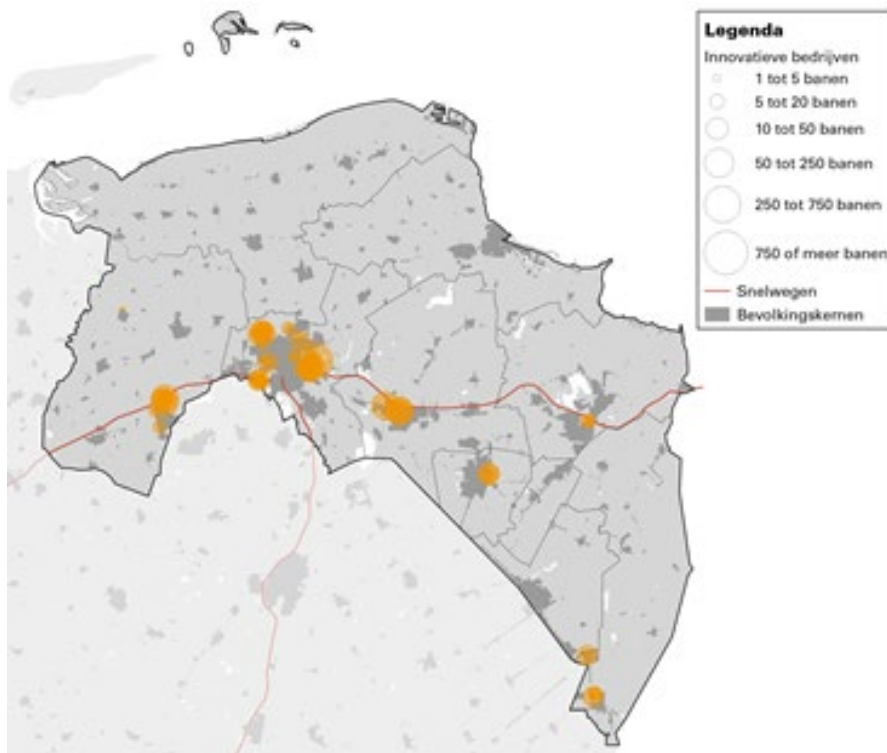 Legenda
Innovatieve bedrijven
1 tot 5 banen
5 tot 20 banen
10 tot 50 banen
50 tot 250 banen
250 tot 750 banen
750 of meer banen
Snelwegen
Bevolkingskernen